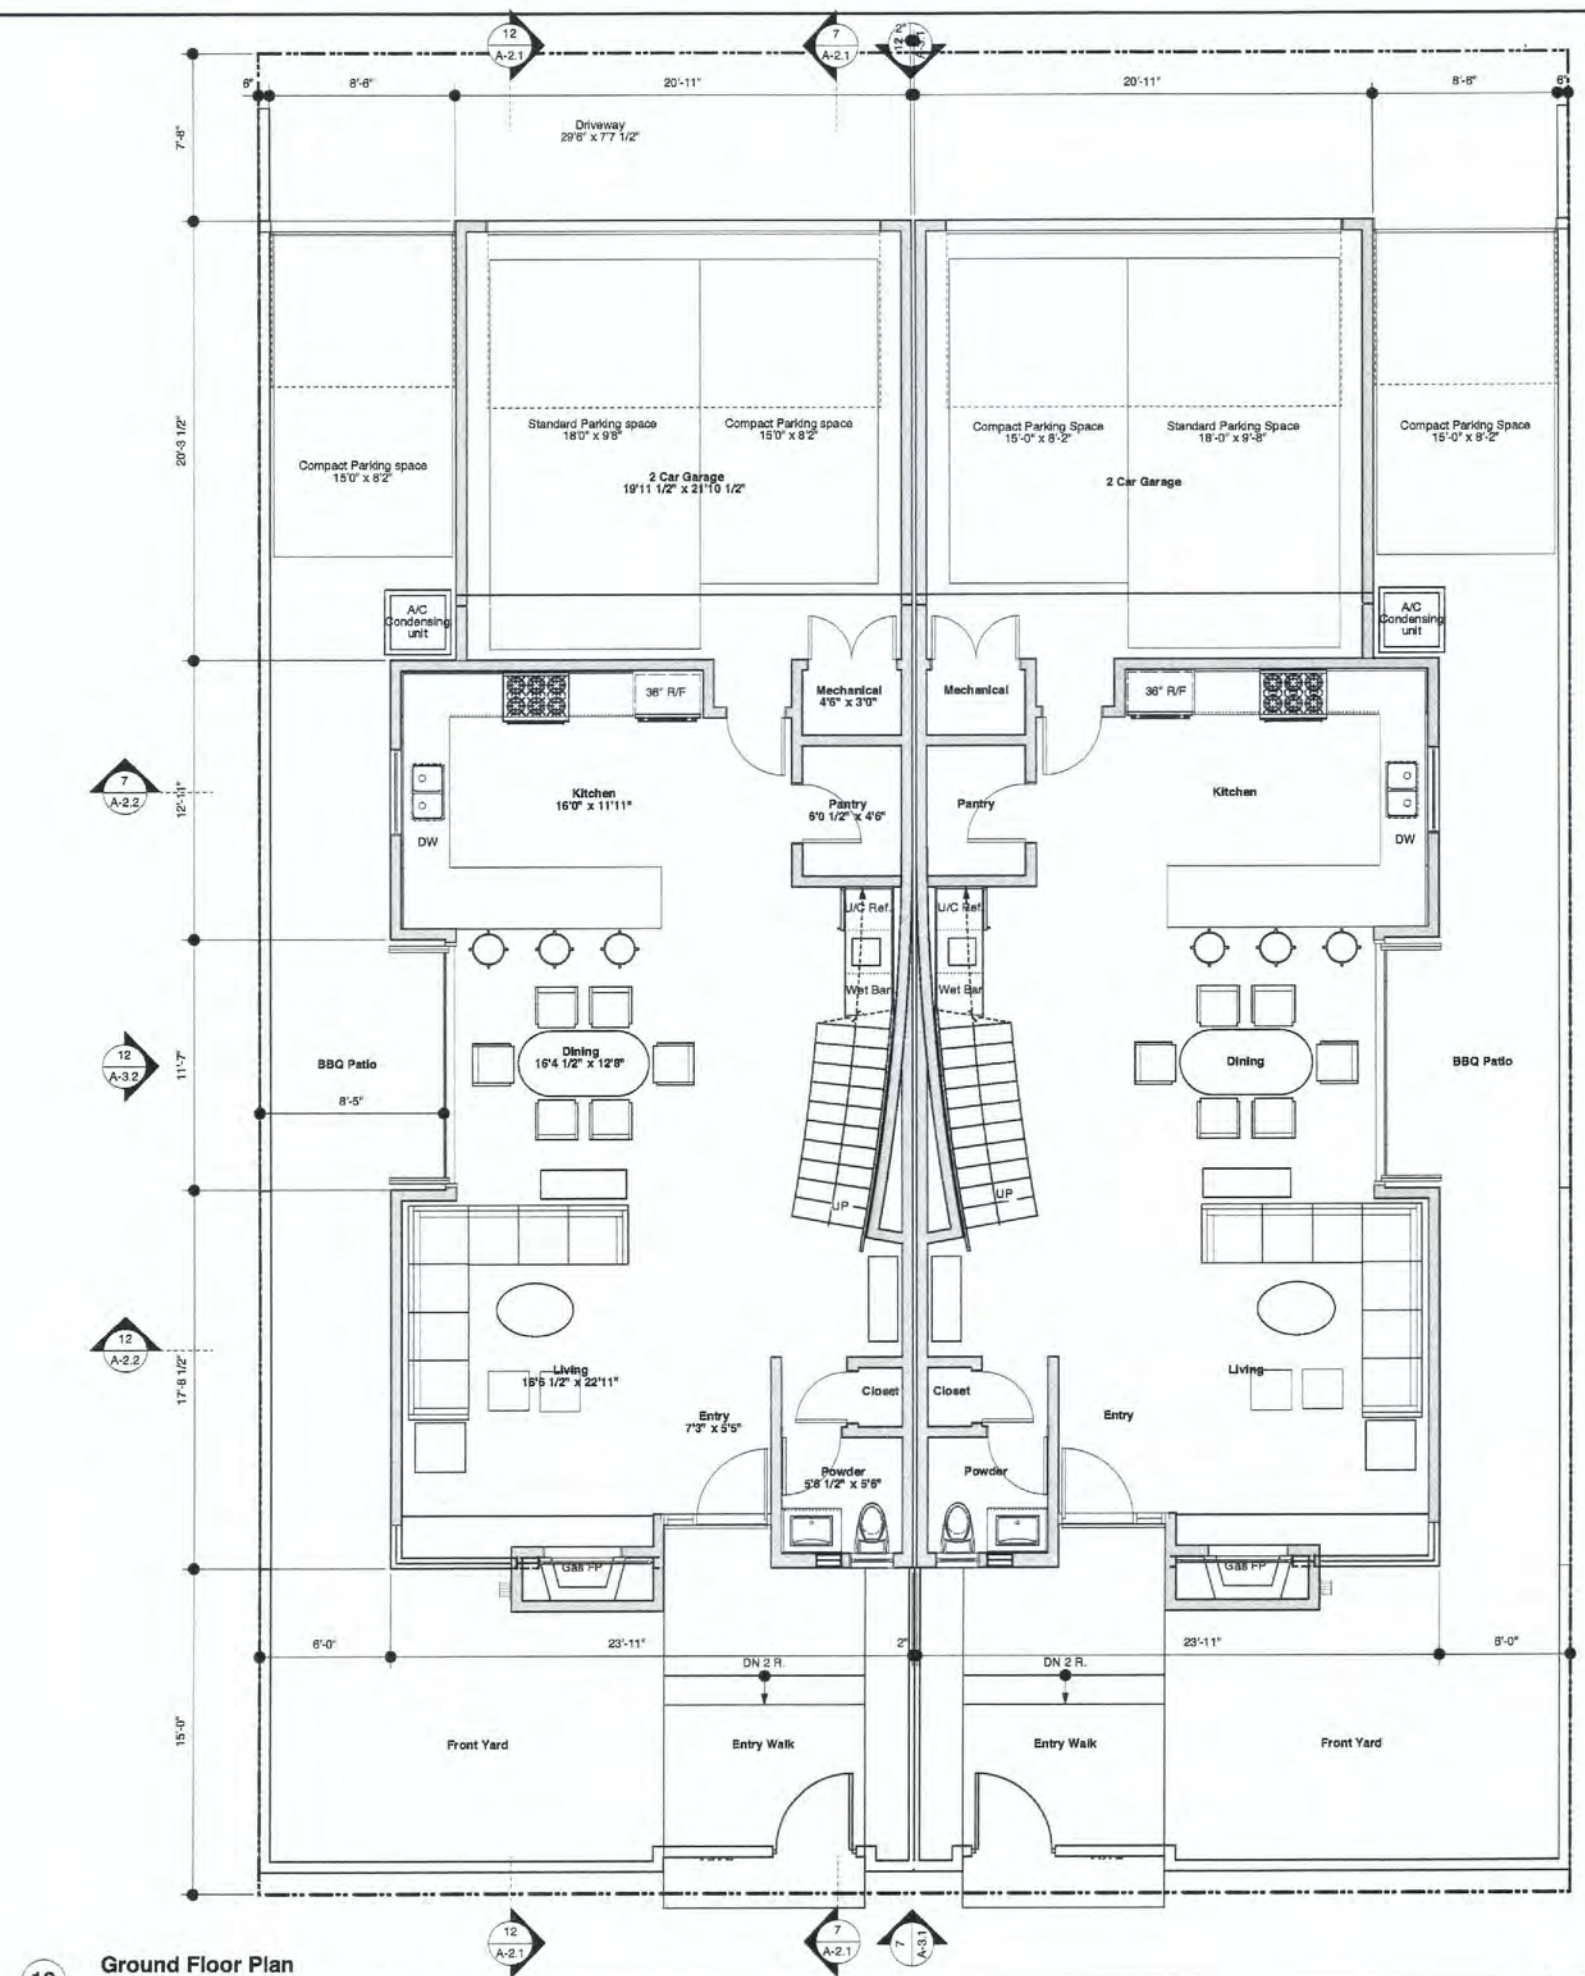 12
A-2.1
7
A-2.1
2"
12
A-3.1
6"
8'-6"
20'-11"
20'-11"
8'-6"
6"
Driveway
29'6" x 7'7 1/2"
7'-8"
Standard Parking space
18'0" x 9'8"
Compact Parking space
15'0" x 8'2"
Compact Parking Space
15'-0" x 8'-2"
Standard Parking Space
18'-0" x 9'-8"
Compact Parking Space
15'-0" x 8'-2"
20'-3 1/2"
Compact Parking space
15'0" x 8'2"
2 Car Garage
19'11 1/2" x 21'10 1/2"
2 Car Garage
A/C
Condensing
unit
A/C
Condensing
unit
36" R/F
Mechanical
4'6" x 3'0"
Mechanical
36" R/F
7
A-2.2
12'-11"
Kitchen
16'0" x 11'11"
Pantry
6'0 1/2" x 4'6"
Pantry
Kitchen
DW
DW
U/C Ref.
U/C Ref.
Wet Bar
Wet Bar
12
A-3.2
11'-7"
BBQ Patio
Dining
16'4 1/2" x 12'8"
Dining
BBQ Patio
8'-5"
UP
UP
12
A-2.2
17'-6 1/2"
Living
16'6 1/2" x 22'11"
Closet
Closet
Living
Entry
7'3" x 5'5"
Entry
Powder
5'6 1/2" x 5'6"
Powder
Gas FP
Gas FP
6'-0"
23'-11"
2"
23'-11"
6'-0"
DN 2 R.
DN 2 R.
15'-0"
Front Yard
Entry Walk
Entry Walk
Front Yard
12
A-2.1
7
A-2.1
7
A-3.1
Ground Floor Plan